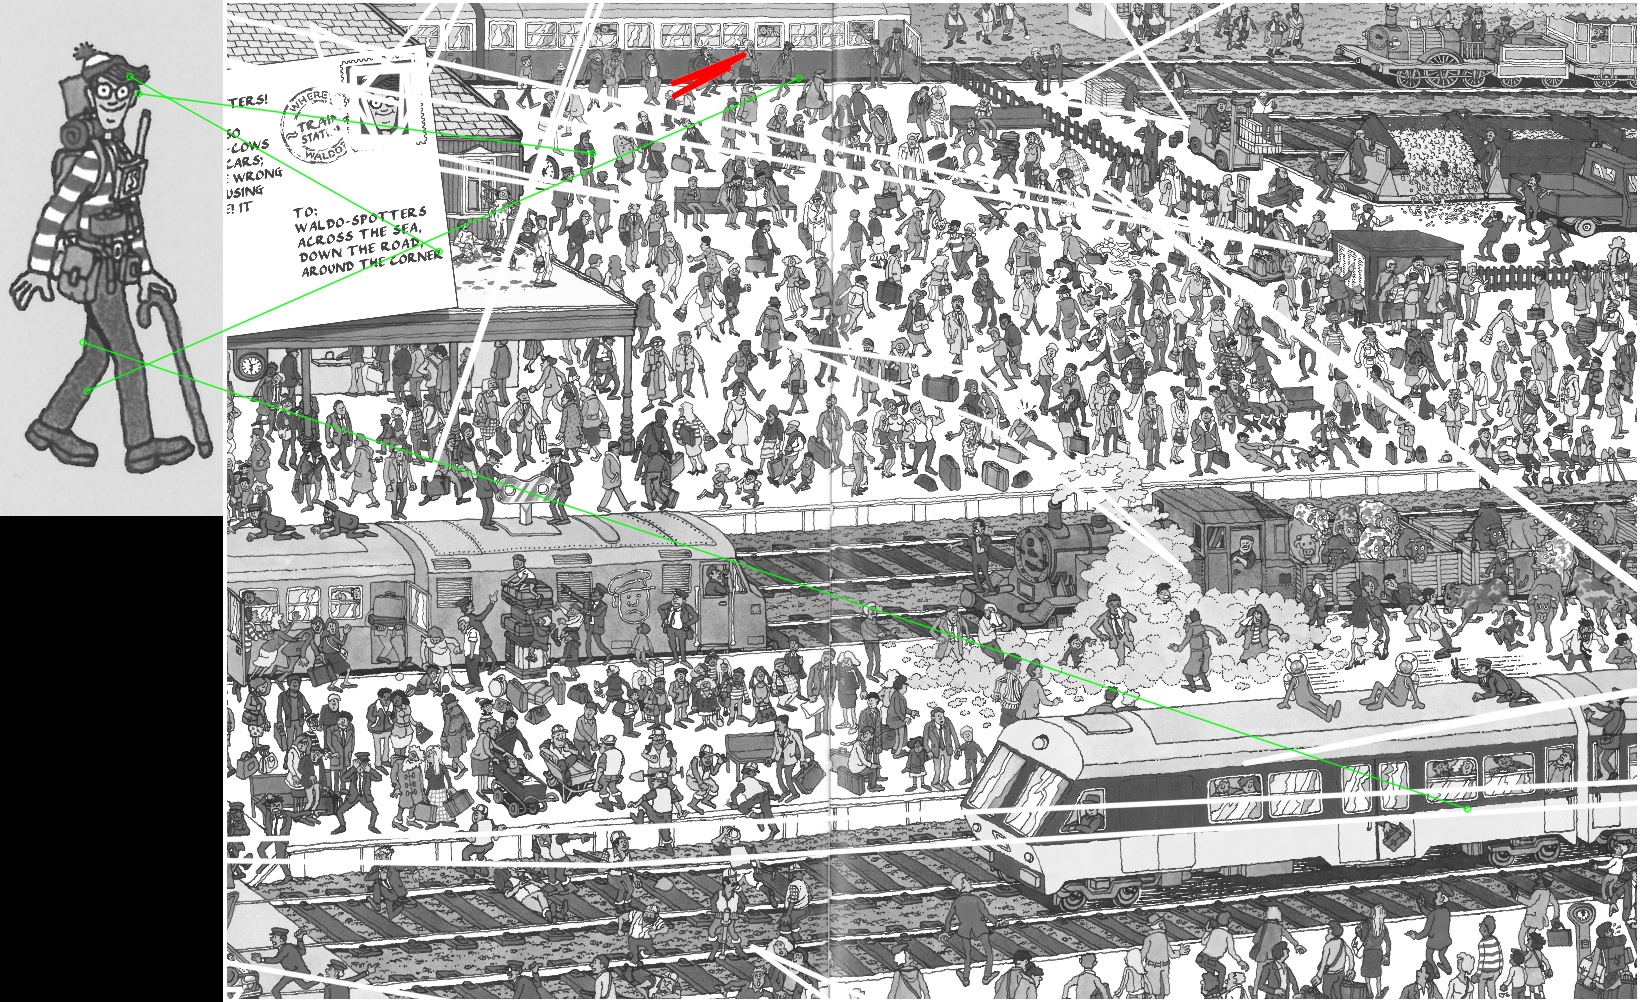 TERS!
SO
COWS
CARS;
WRONG
USING
IT
WHERE
TRAIN
STATI
WALDO
TO:
WALDO-SPOTTERS
ACROSS THE SEA,
DOWN THE ROAD,
AROUND THE CORNER